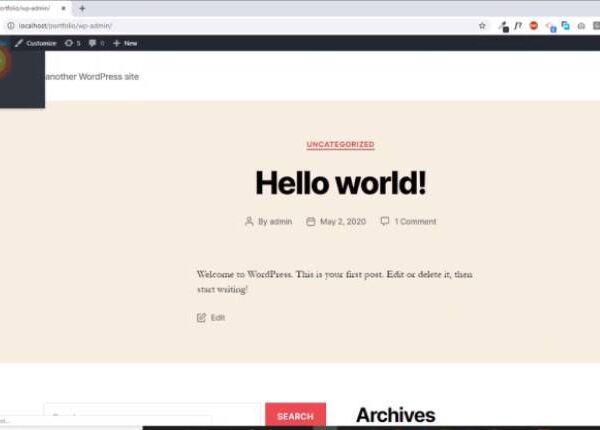 portfolio/wp-admin/
localhost/portfolio/wp-admin/
Customize 5 0 New
another WordPress site
UNCATEGORIZED
Hello world!
By admin May 2, 2020 1 Comment
Welcome to WordPress. This is your first post. Edit or delete it, then
start writing!
Edit
SEARCH Archives